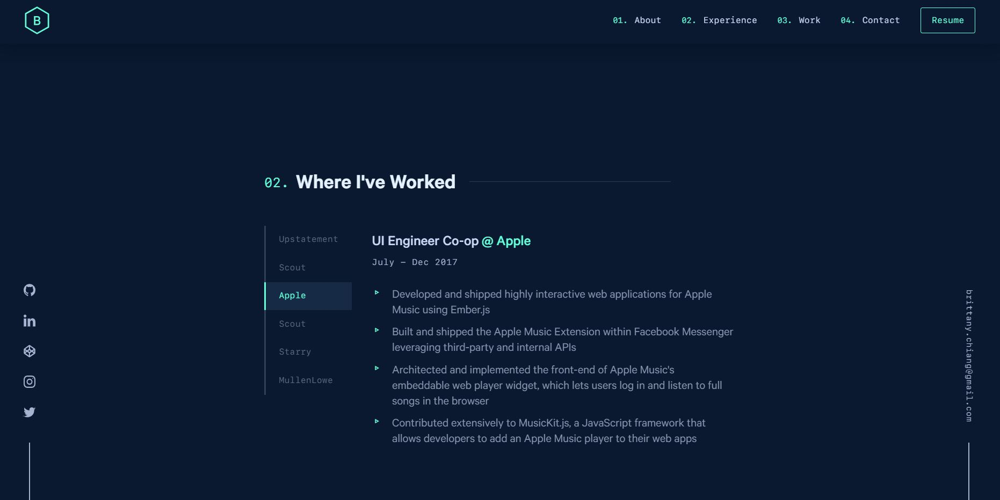 B
01. About 02. Experience 03. Work 04. Contact Resume
02. Where I've Worked
Upstatement
Scout
Apple
Scout
Starry
MullenLowe
UI Engineer Co-op @ Apple
July – Dec 2017
Developed and shipped highly interactive web applications for Apple
Music using Ember.js
Built and shipped the Apple Music Extension within Facebook Messenger
leveraging third-party and internal APIs
Architected and implemented the front-end of Apple Music's
embeddable web player widget, which lets users log in and listen to full
songs in the browser
Contributed extensively to MusicKit.js, a JavaScript framework that
allows developers to add an Apple Music player to their web apps
brittany.chiang@gmail.com